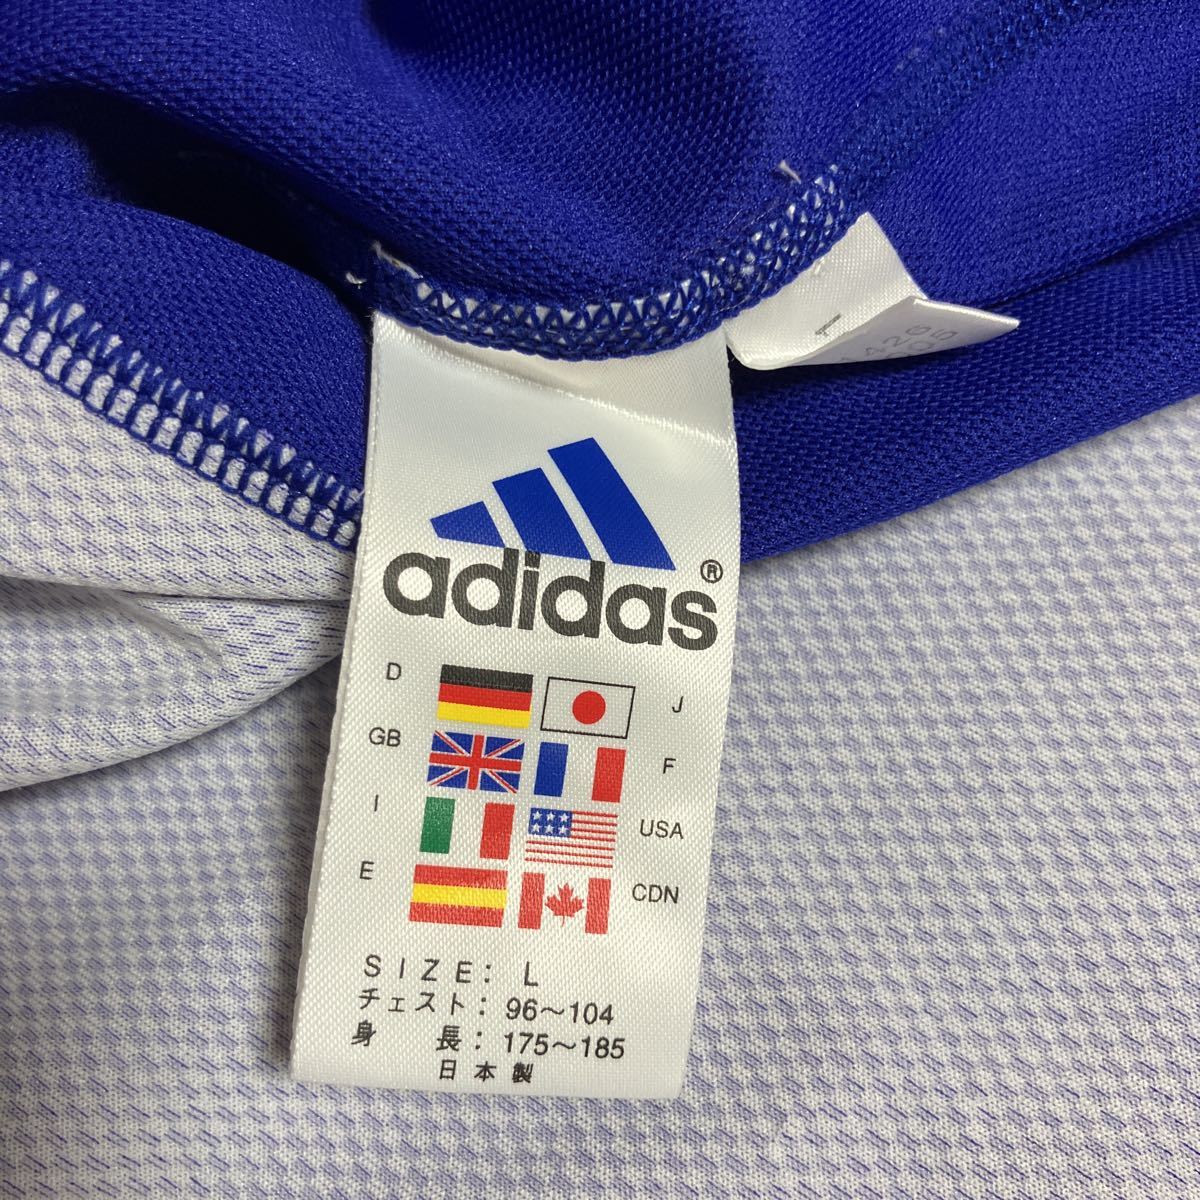 adidas®
D J
GB F
I USA
E CDN
SIZE: L
チェスト: 96～104
身 長: 175～185
日本製